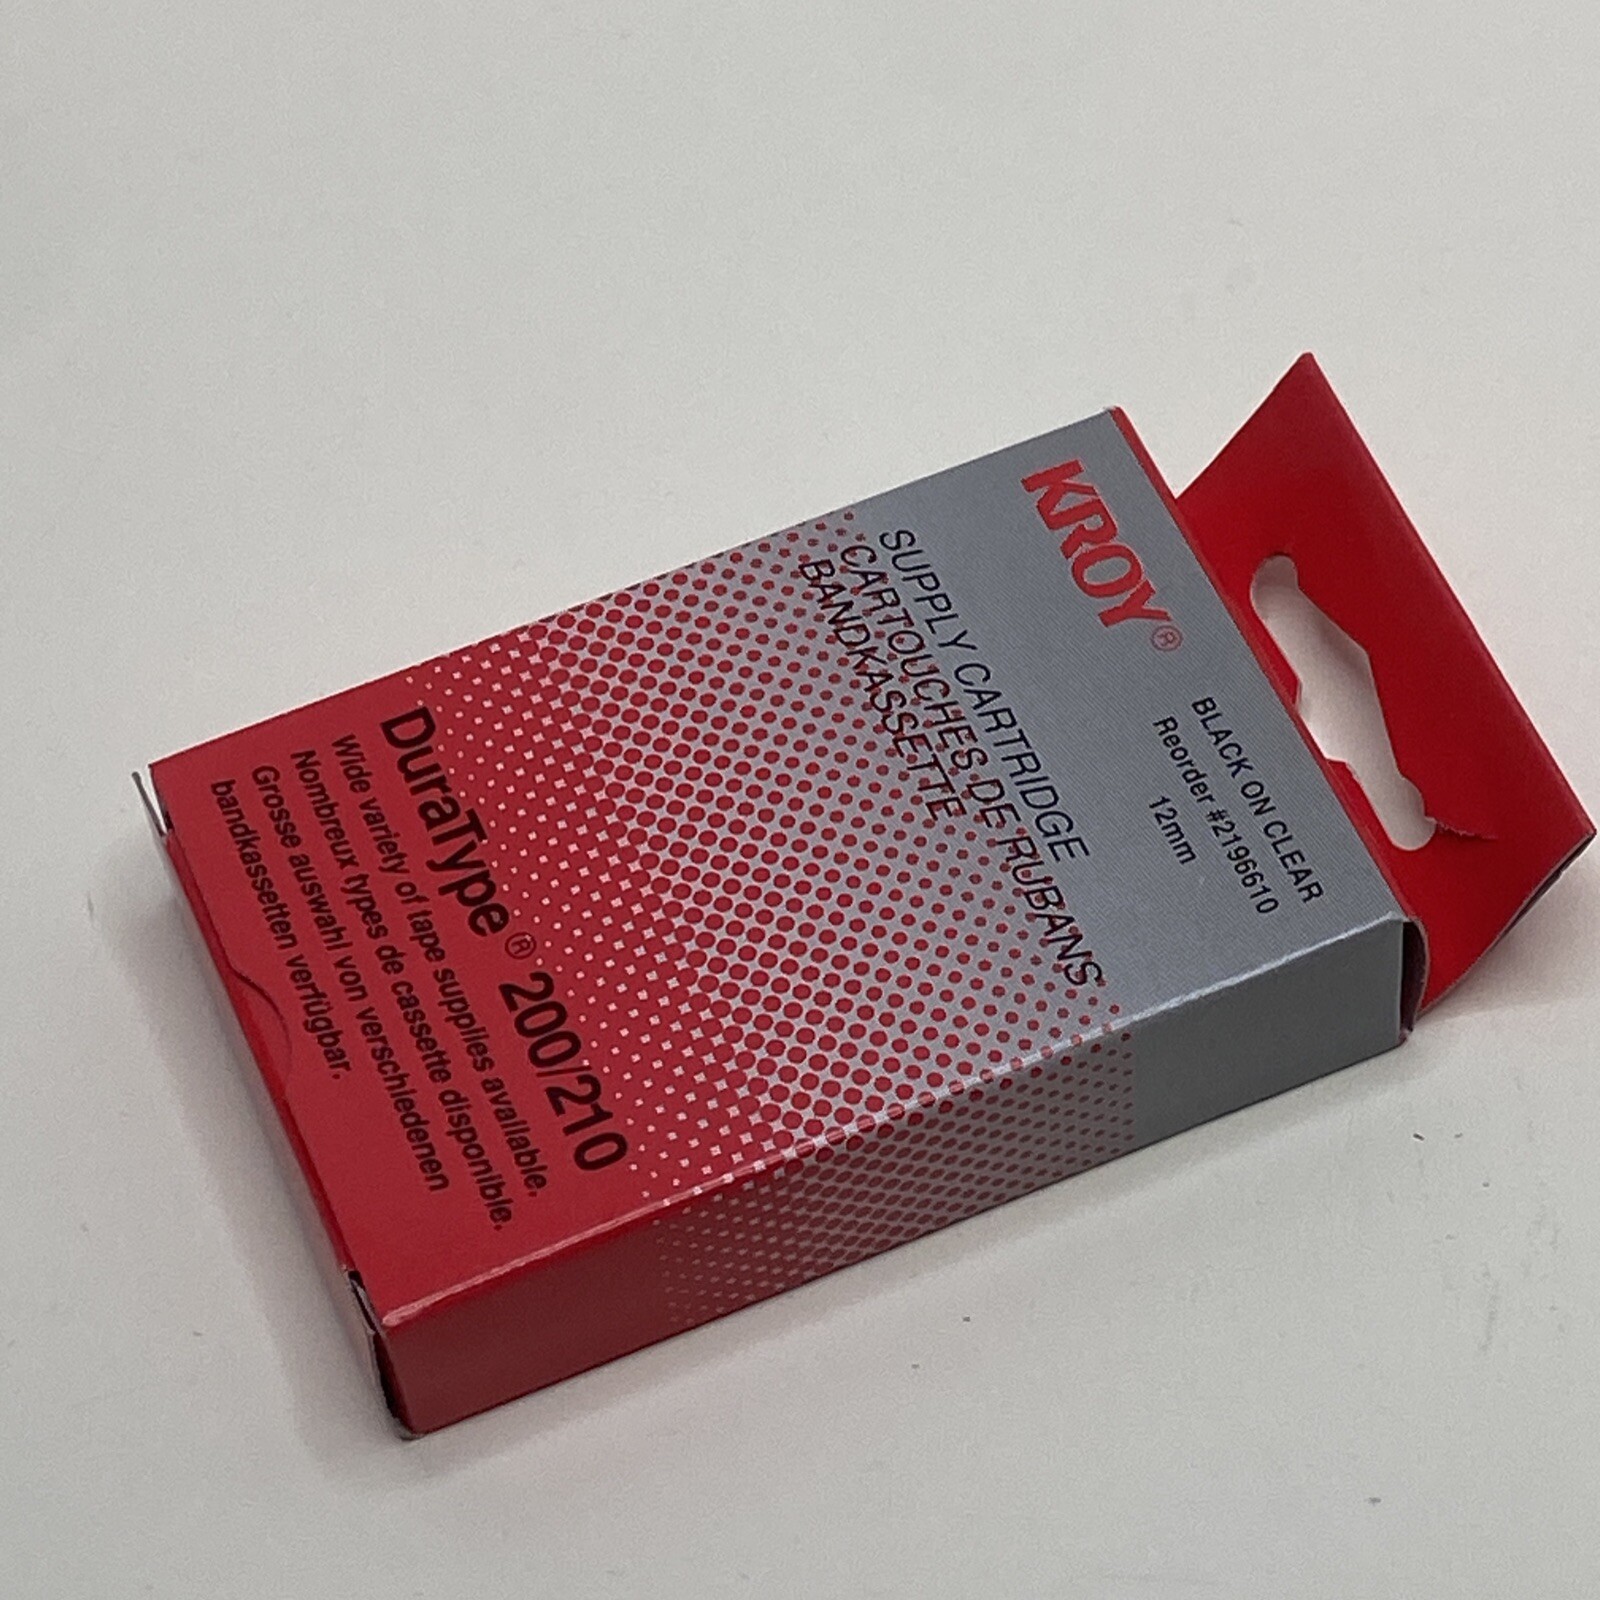 KROY®
BLACK ON CLEAR
Reorder #2196610
12mm
SUPPLY CARTRIDGE
CARTOUCHES DE RUBANS
BANDKASSETTE
DuraType® 200/210
Wide variety of tape supplies available.
Nombreux types de cassette disponible.
Grosse auswahl von verschiedenen
bandkassetten verfügbar.